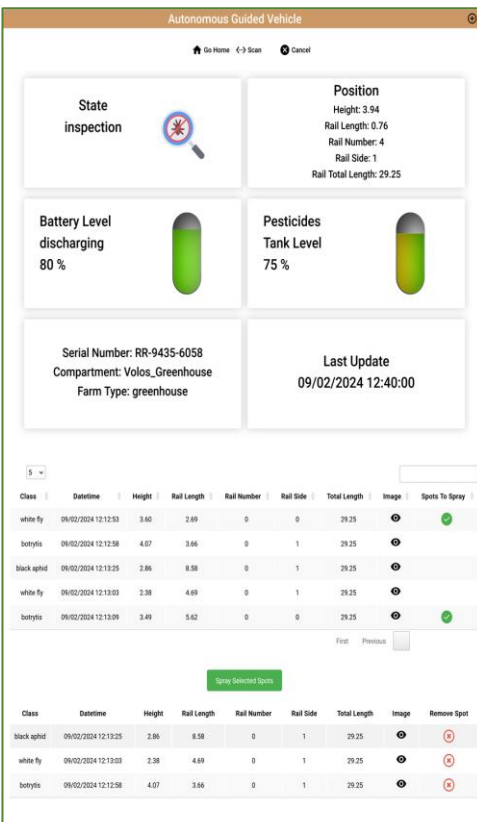 Autonomous Guided Vehicle
Go Home Scan Cancel
State
inspection
Position
Height: 3.94
Rail Length: 0.76
Rail Number: 4
Rail Side: 1
Rail Total Length: 29.25
Battery Level
discharging
80 %
Pesticides
Tank Level
75 %
Serial Number: RR-9435-6058
Compartment: Volos_Greenhouse
Farm Type: greenhouse
Last Update
09/02/2024 12:40:00
5
Class Datetime Height Rail Length Rail Number Rail Side Total Length Image Spots To Spray
white fly 09/02/2024 12:12:53 3.60 2.69 0 0 29.25
botrytis 09/02/2024 12:12:58 4.07 3.66 0 1 29.25
black aphid 09/02/2024 12:13:25 2.86 8.58 0 1 29.25
white fly 09/02/2024 12:13:03 2.38 4.69 0 1 29.25
botrytis 09/02/2024 12:13:09 3.49 5.62 0 0 29.25
First Previous
Spray Selected Spots
Class Datetime Height Rail Length Rail Number Rail Side Total Length Image Remove Spot
black aphid 09/02/2024 12:13:25 2.86 8.58 0 1 29.25
white fly 09/02/2024 12:13:03 2.38 4.69 0 1 29.25
botrytis 09/02/2024 12:12:58 4.07 3.66 0 1 29.25